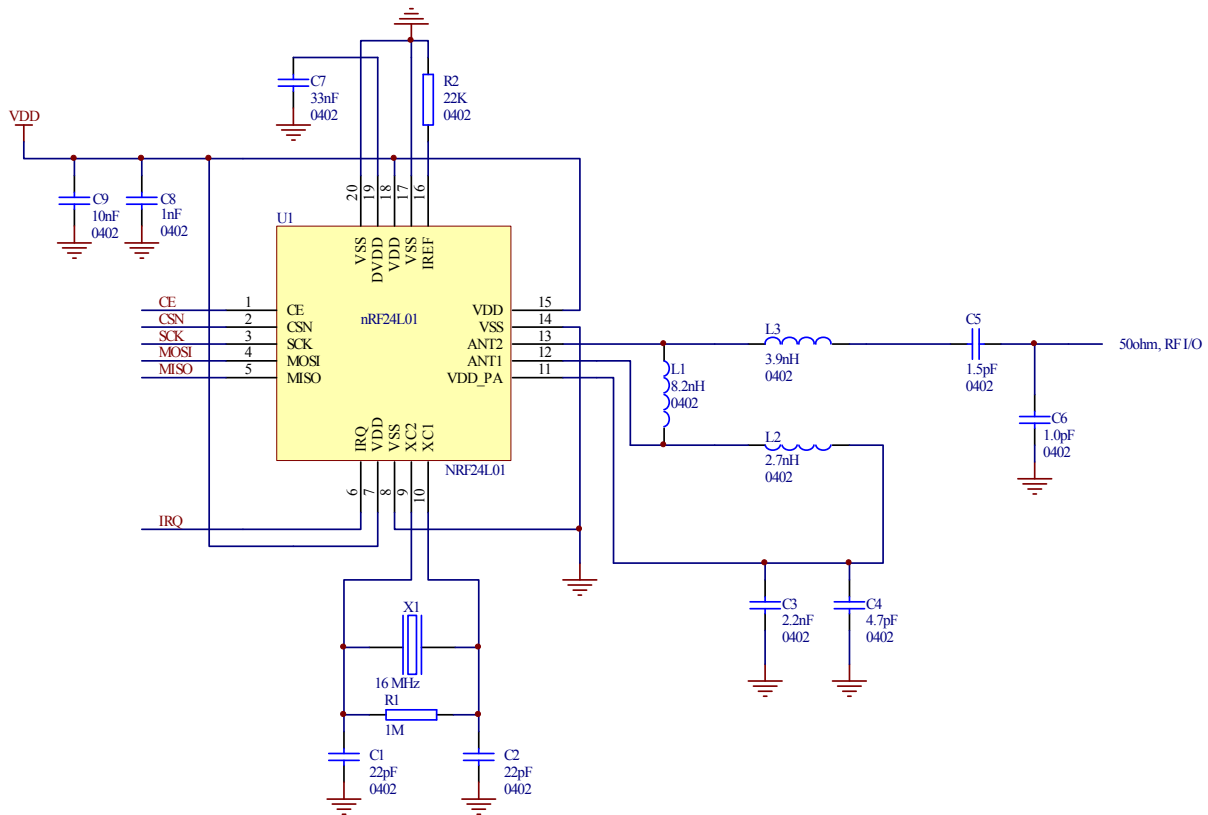 C7
33nF
0402
R2
22K
0402
VDD
C9
10nF
0402
C8
1nF
0402
20
19
18
17
16
U1
VSS
DVDD
VDD
VSS
IREF
nRF24L01
CE
CSN
SCK
MOSI
MISO
1
2
3
4
5
CE
CSN
SCK
MOSI
MISO
VDD
VSS
ANT2
ANT1
VDD_PA
15
14
13
12
11
IRQ
VDD
VSS
XC2
XC1
NRF24L01
6
7
8
9
10
IRQ
L3
3.9nH
0402
C5
1.5pF
0402
50ohm, RF I/O
L1
8.2nH
0402
C6
1.0pF
0402
L2
2.7nH
0402
C3
2.2nF
0402
C4
4.7pF
0402
X1
16 MHz
R1
1M
C1
22pF
0402
C2
22pF
0402